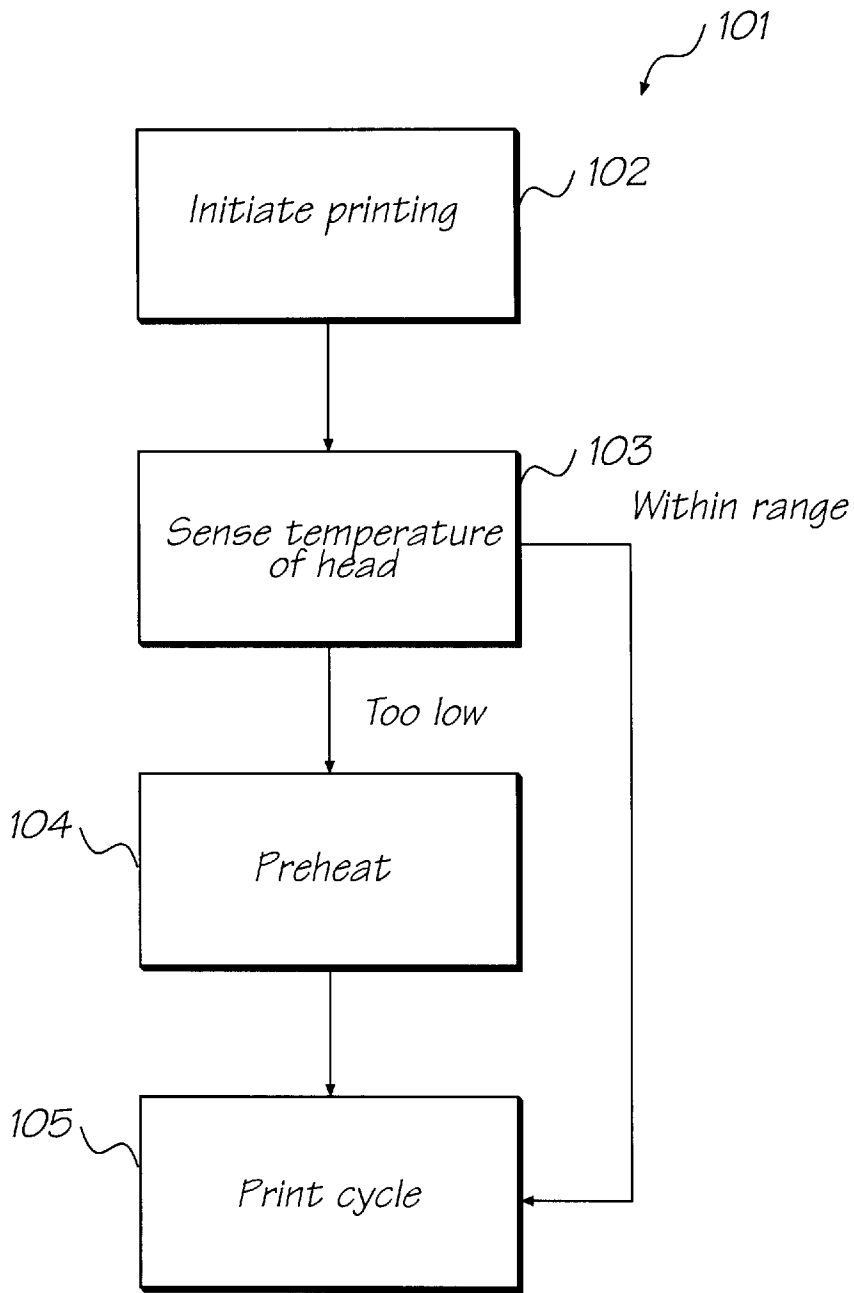 101
Initiate printing
102
103
Within range
Sense temperature
of head
Too low
104
Preheat
105
Print cycle